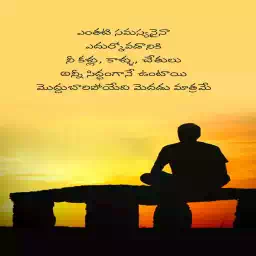 ఎంతటి సమస్యనైనా
ఎదుర్కోవడానికి
నీ కళ్లు, కాళ్ళు, చేతులు
అన్నీ సిద్ధంగానే ఉంటాయి
మొద్దుబారిపోయేది మెదడు మాత్రమే